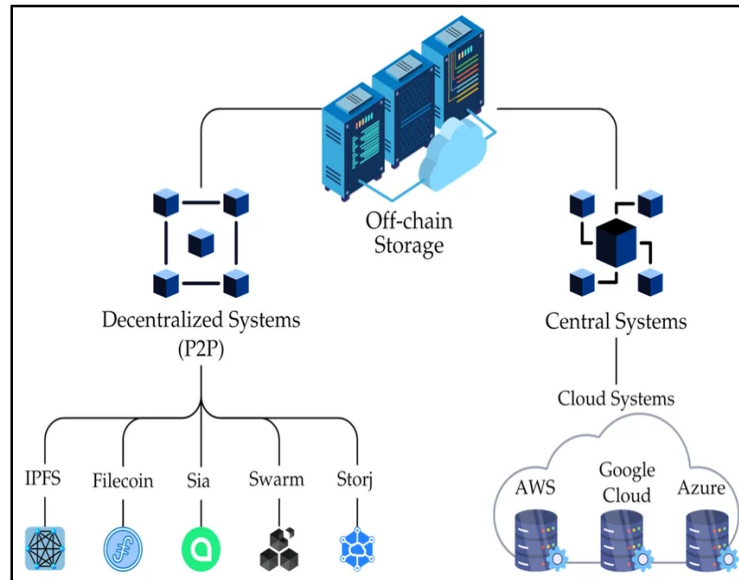 Off-chain
Storage
Decentralized Systems
(P2P)
Central Systems
Cloud Systems
IPFS
Filecoin
Sia
Swarm
Storj
AWS
Google
Cloud
Azure